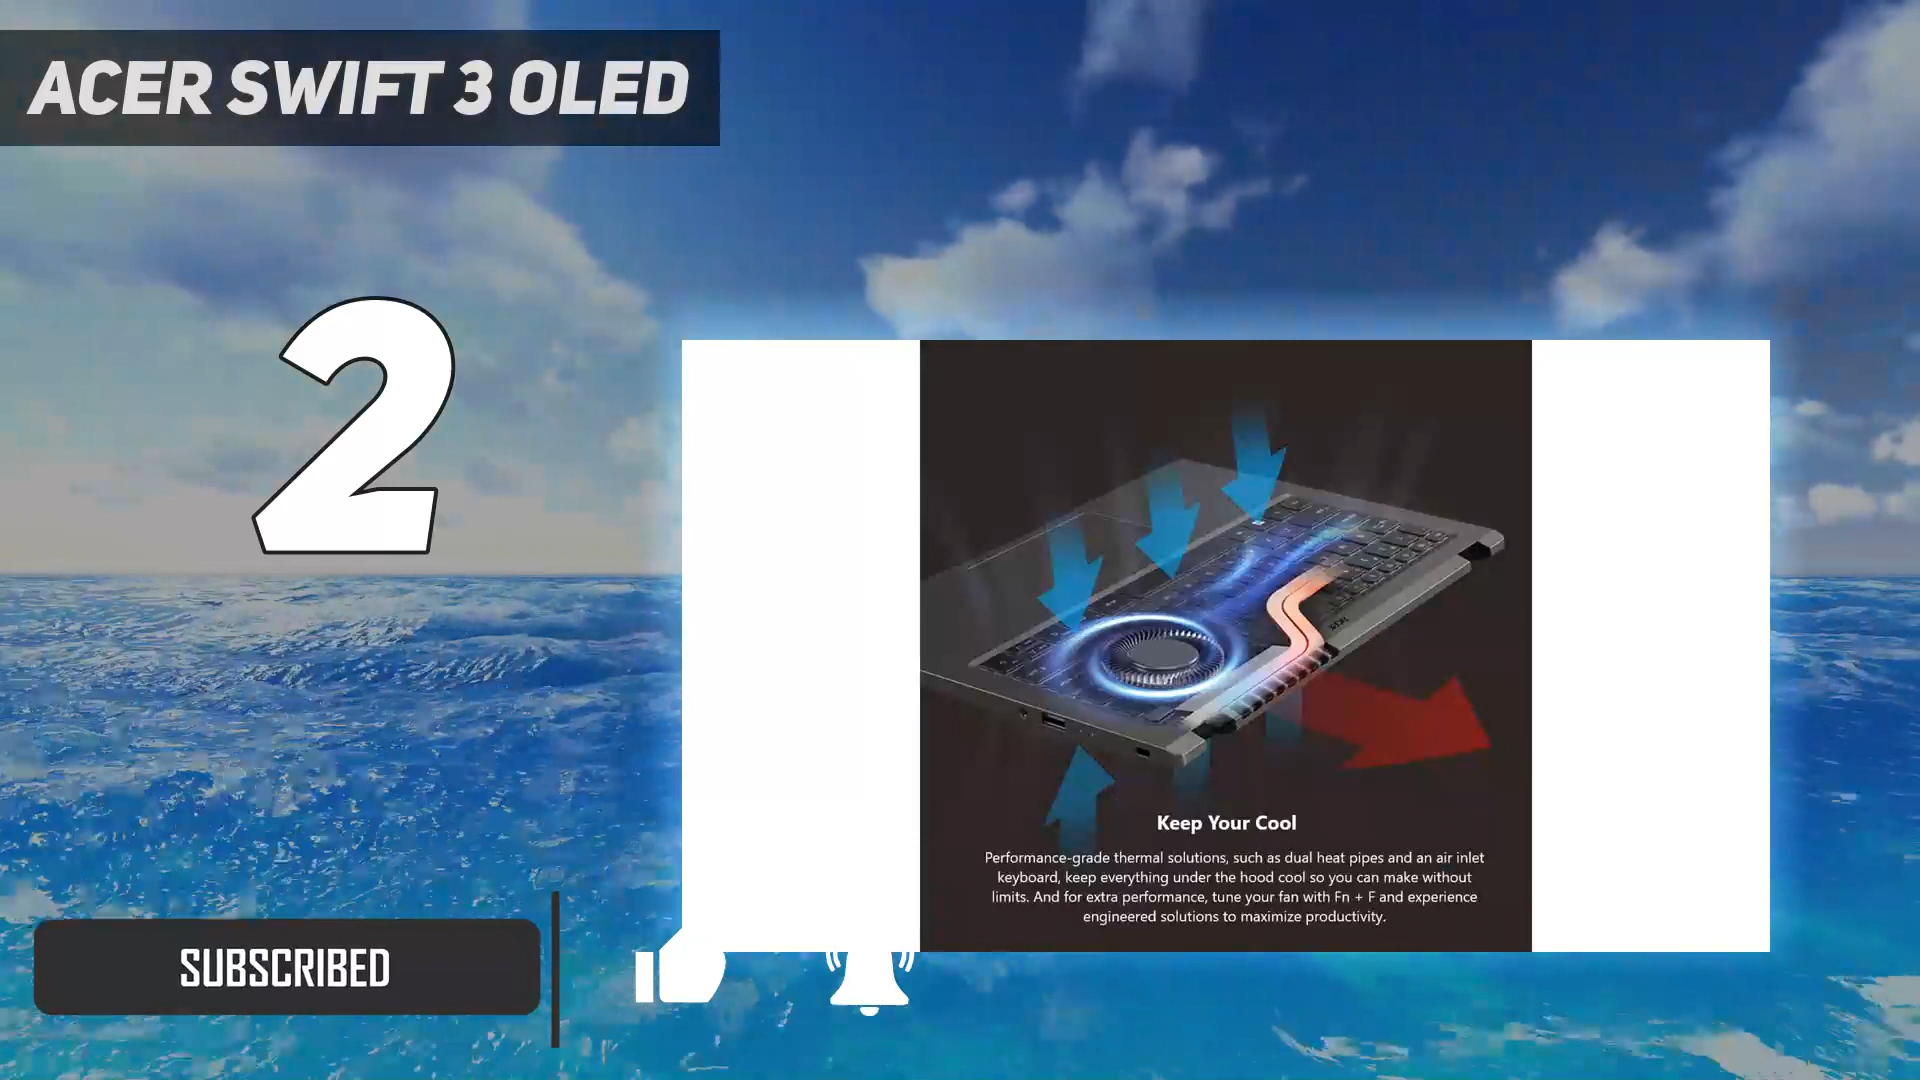 ACER SWIFT 3 OLED
2
Keep Your Cool
Performance-grade thermal solutions, such as dual heat pipes and an air inlet
keyboard, keep everything under the hood cool so you can make without
limits. And for extra performance, tune your fan with Fn + F and experience
engineered solutions to maximize productivity.
SUBSCRIBED